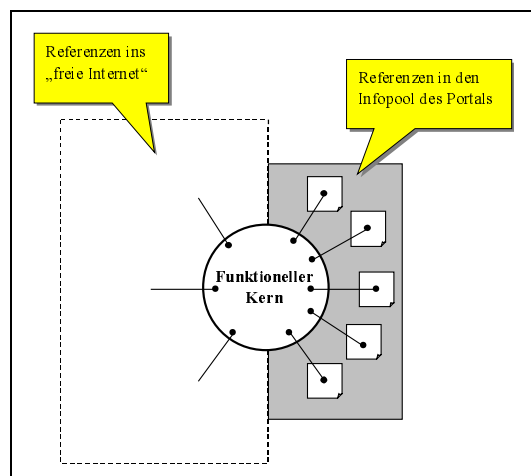 Referenzen ins
„freie Internet“
Referenzen in den
Infopool des Portals
Funktioneller
Kern